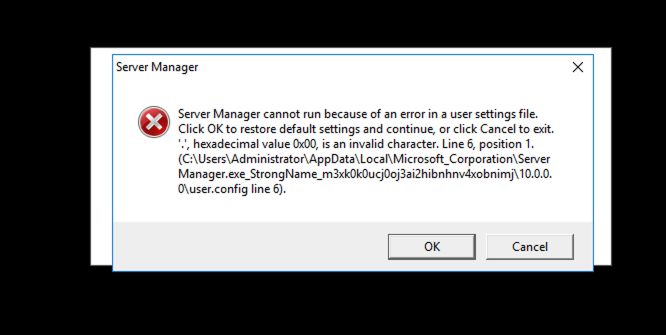 Server Manager
Server Manager cannot run because of an error in a user settings file.
Click OK to restore default settings and continue, or click Cancel to exit.
'.', hexadecimal value 0x00, is an invalid character. Line 6, position 1.
(C:\Users\Administrator\AppData\Local\Microsoft_Corporation\Server
Manager.exe_StrongName_m3xk0k0ucj0oj3ai2hibnhnv4xobnimj\10.0.0.
0\user.config line 6).
OK
Cancel